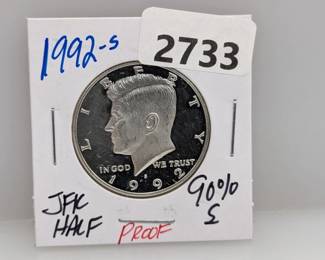 1992-S
2733
LIBERTY
IN GOD WE TRUST
1992
JFK
HALF
PROOF
90%
S